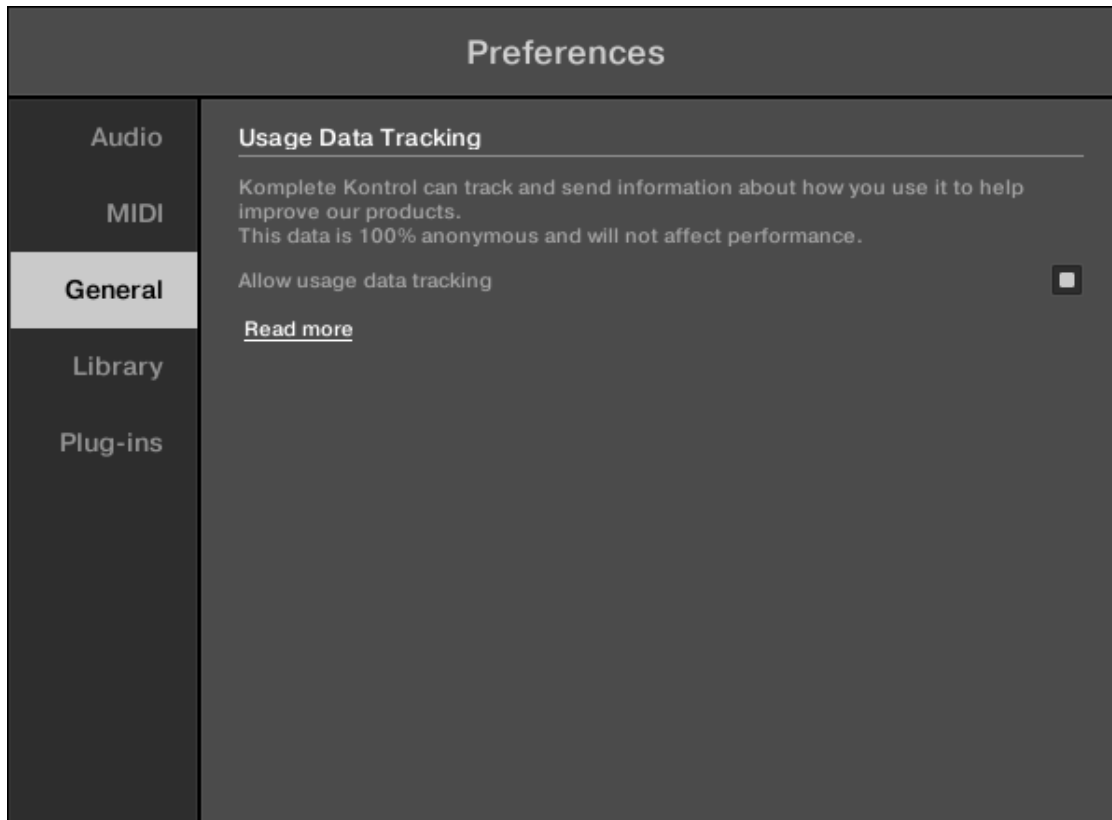 Preferences
Audio
MIDI
General
Library
Plug-ins
Usage Data Tracking
Komplete Kontrol can track and send information about how you use it to help
improve our products.
This data is 100% anonymous and will not affect performance.
Allow usage data tracking
Read more